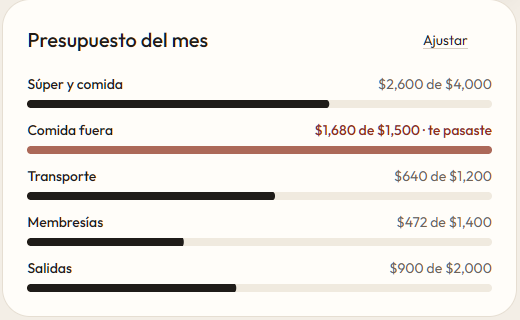 Presupuesto del mes
Ajustar
Súper y comida
$2,600 de $4,000
Comida fuera
$1,680 de $1,500 · te pasaste
Transporte
$640 de $1,200
Membresías
$472 de $1,400
Salidas
$900 de $2,000